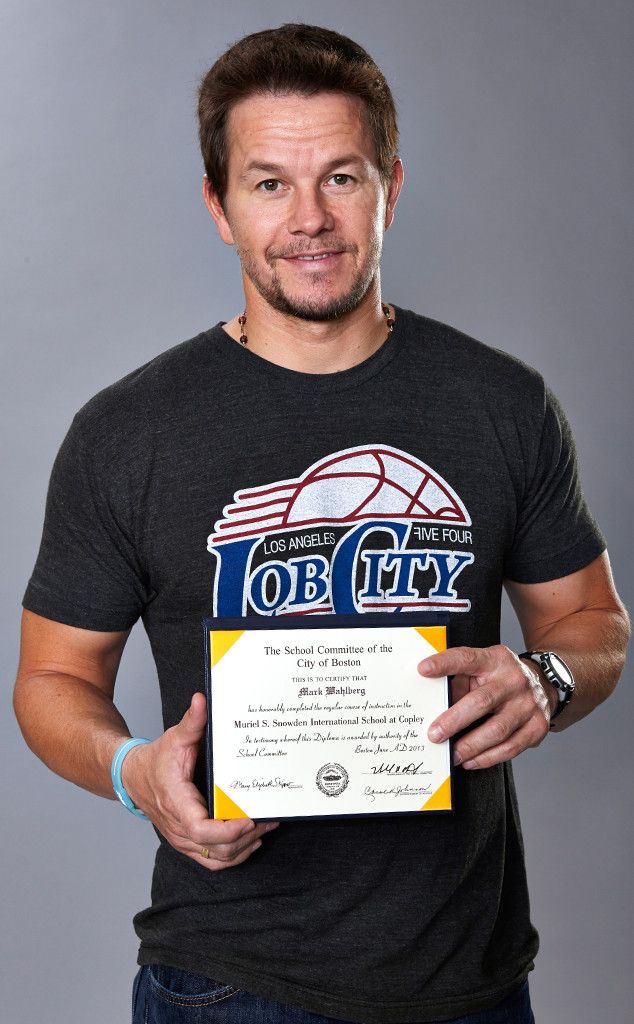 LOS ANGELES FIVE FOUR
LOB CITY
The School Committee of the
City of Boston
THIS IS TO CERTIFY THAT
Mark Wahlberg
has honorably completed the regular course of instruction in the
Muriel S. Snowden International School at Copley
In testimony whereof this Diploma is awarded by authority of the
School Committee Boston June AD 2013